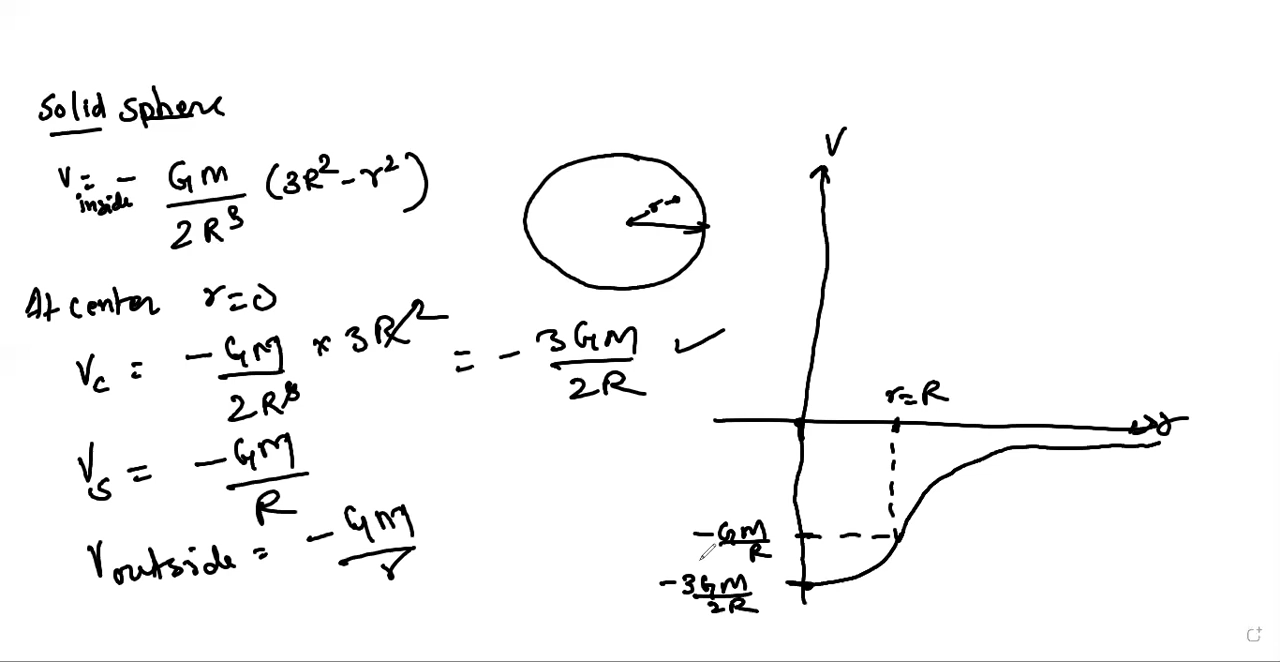 Solid sphere
V inside = - GM / 2R³ (3R² - r²)
At center r = 0
Vc = - GM / 2R³ × 3R² = - 3GM / 2R ✓
Vs = - GM / R
Voutside = - GM / r
r
V
r = R
r
- GM / R
- 3GM / 2R